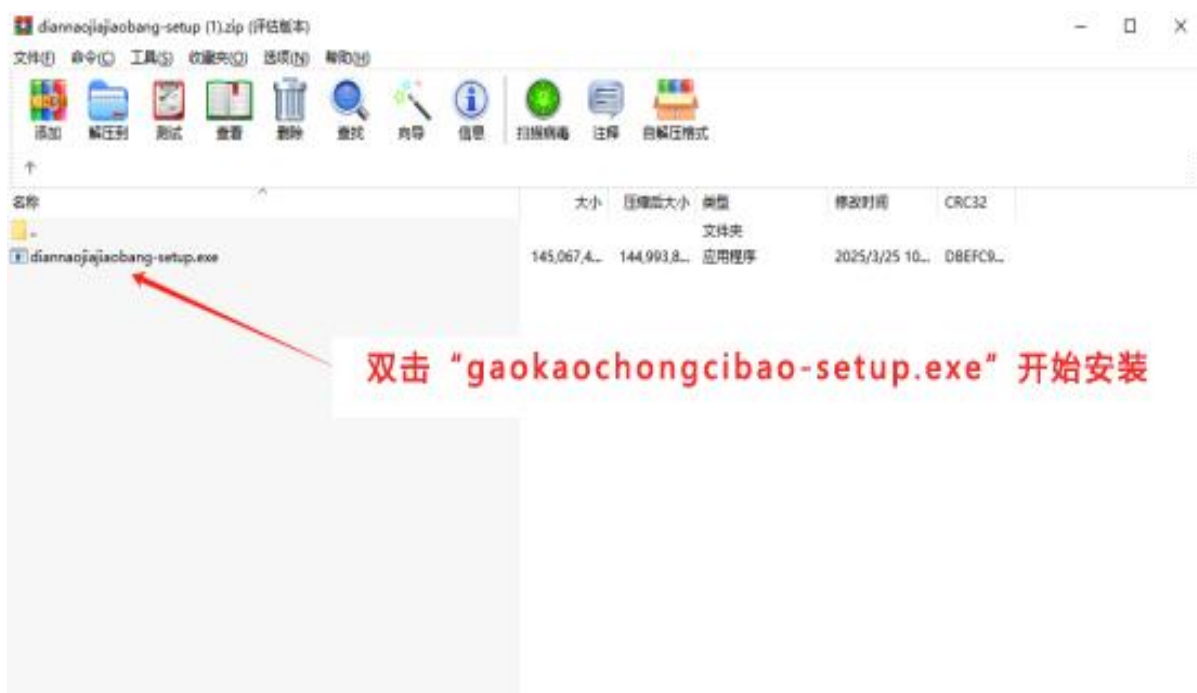 diannaojiajiaobang-setup (1).zip (评估版本)
文件(F) 命令(C) 工具(S) 收藏夹(O) 选项(N) 帮助(H)
添加 解压到 测试 查看 删除 查找 向导 信息 扫描病毒 注释 自解压格式
名称 大小 压缩后大小 类型 修改时间 CRC32
.. 文件夹
diannaojiajiaobang-setup.exe 145,067,4... 144,993,8... 应用程序 2025/3/25 10... DBEFC9...
双击“gaokaochongcibao-setup.exe”开始安装